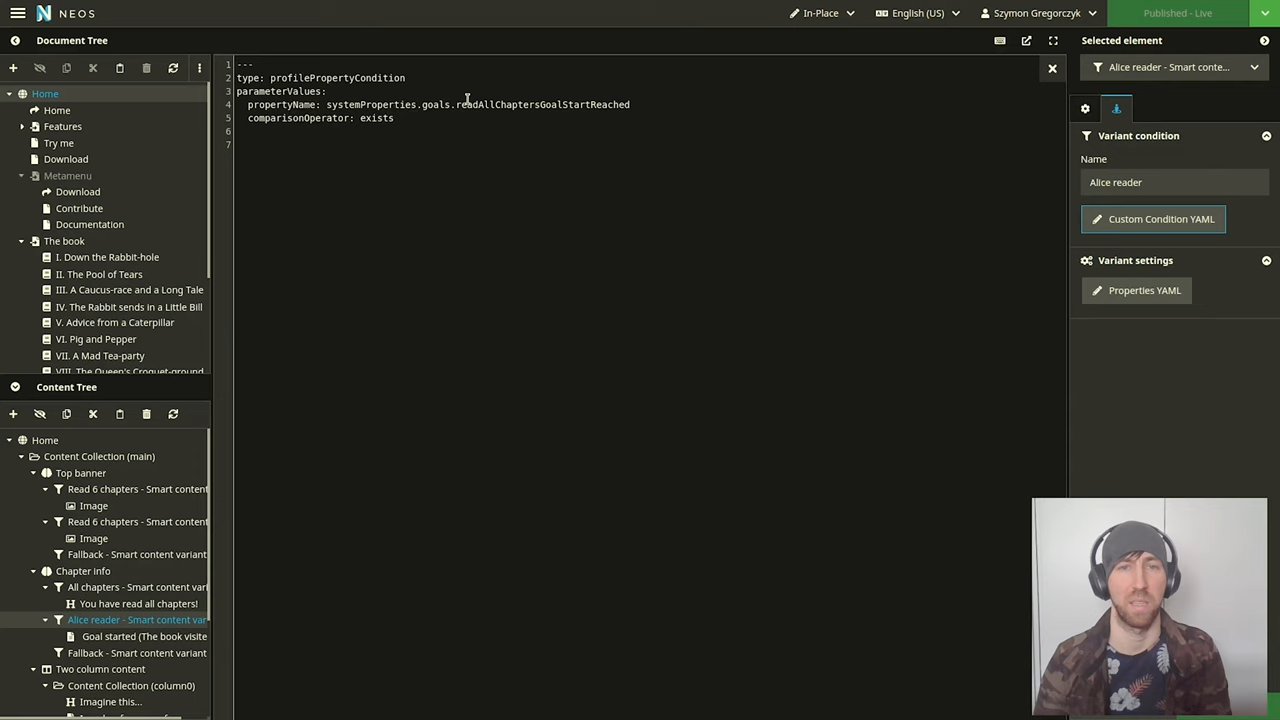 NEOS
In-Place
English (US)
Szymon Gregorczyk
Published - Live
Document Tree
Selected element
Alice reader - Smart conte...
Home
Home
Features
Try me
Download
Metamenu
Download
Contribute
Documentation
The book
I. Down the Rabbit-hole
II. The Pool of Tears
III. A Caucus-race and a Long Tale
IV. The Rabbit sends in a Little Bill
V. Advice from a Caterpillar
VI. Pig and Pepper
VII. A Mad Tea-party
VIII. The Queen's Croquet-ground
1 ---
2 type: profilePropertyCondition
3 parameterValues:
4 propertyName: systemProperties.goals.readAllChaptersGoalStartReached
5 comparisonOperator: exists
6
7
Variant condition
Name
Alice reader
Custom Condition YAML
Variant settings
Properties YAML
Content Tree
Home
Content Collection (main)
Top banner
Read 6 chapters - Smart content
Image
Read 6 chapters - Smart content
Image
Fallback - Smart content variant
Chapter info
All chapters - Smart content vari
You have read all chapters!
Alice reader - Smart content var
Goal started (The book visite
Fallback - Smart content variant
Two column content
Content Collection (column0)
Imagine this...